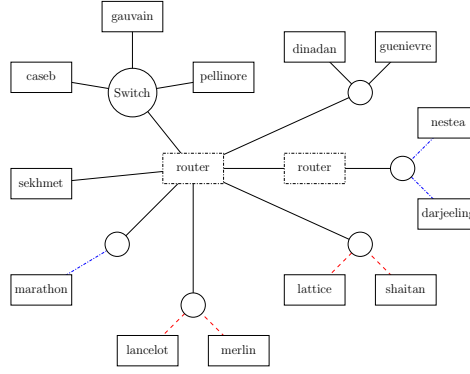 gauvain
dinadan
guenievre
caseb
Switch
pellinore
nestea
router
router
sekhmet
darjeeling
marathon
lattice
shaitan
lancelot
merlin